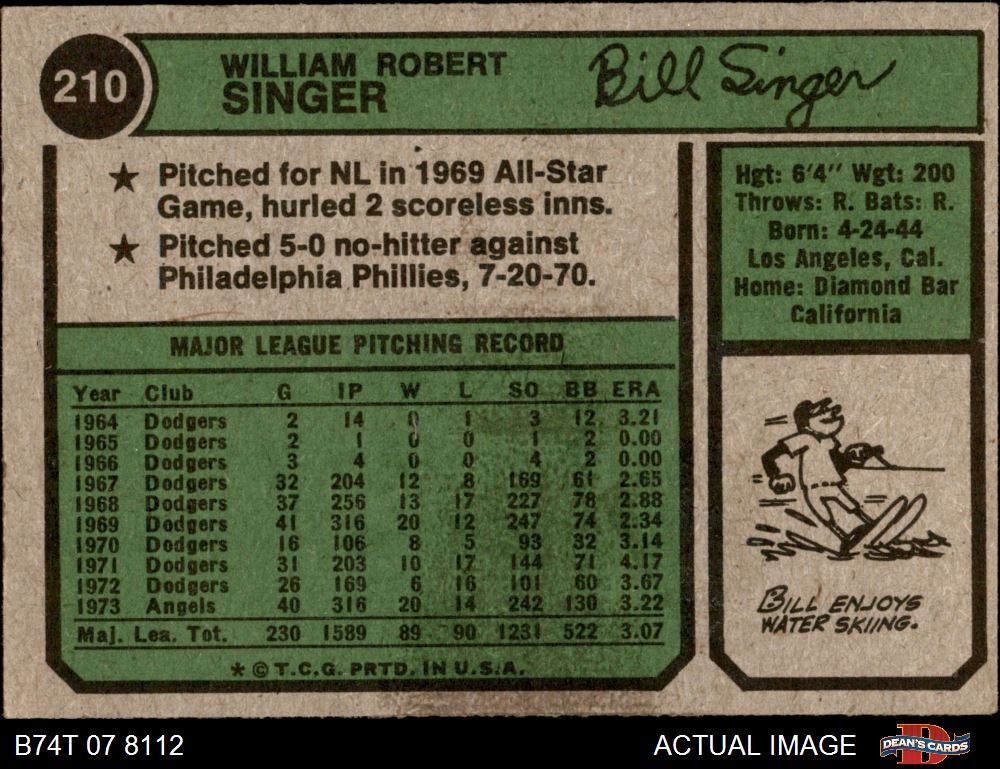 210
WILLIAM ROBERT
SINGER
Bill Singer
★ Pitched for NL in 1969 All-Star
Game, hurled 2 scoreless inns.
★ Pitched 5-0 no-hitter against
Philadelphia Phillies, 7-20-70.
Hgt: 6'4" Wgt: 200
Throws: R. Bats: R.
Born: 4-24-44
Los Angeles, Cal.
Home: Diamond Bar
California
MAJOR LEAGUE PITCHING RECORD
Year Club G IP W L SO BB ERA
1964 Dodgers 2 14 0 1 3 12 3.21
1965 Dodgers 2 1 0 0 1 2 0.00
1966 Dodgers 3 4 0 0 4 2 0.00
1967 Dodgers 32 204 12 8 169 61 2.65
1968 Dodgers 37 256 13 17 227 78 2.88
1969 Dodgers 41 316 20 12 247 74 2.34
1970 Dodgers 16 106 8 5 93 32 3.14
1971 Dodgers 31 203 10 17 144 71 4.17
1972 Dodgers 26 169 6 16 101 60 3.67
1973 Angels 40 316 20 14 242 130 3.22
Maj. Lea. Tot. 230 1589 89 90 1231 522 3.07
* © T.C.G. PRTD. IN U.S.A.
BILL ENJOYS
WATER SKIING.
B74T 07 8112
ACTUAL IMAGE
DEAN'S CARDS